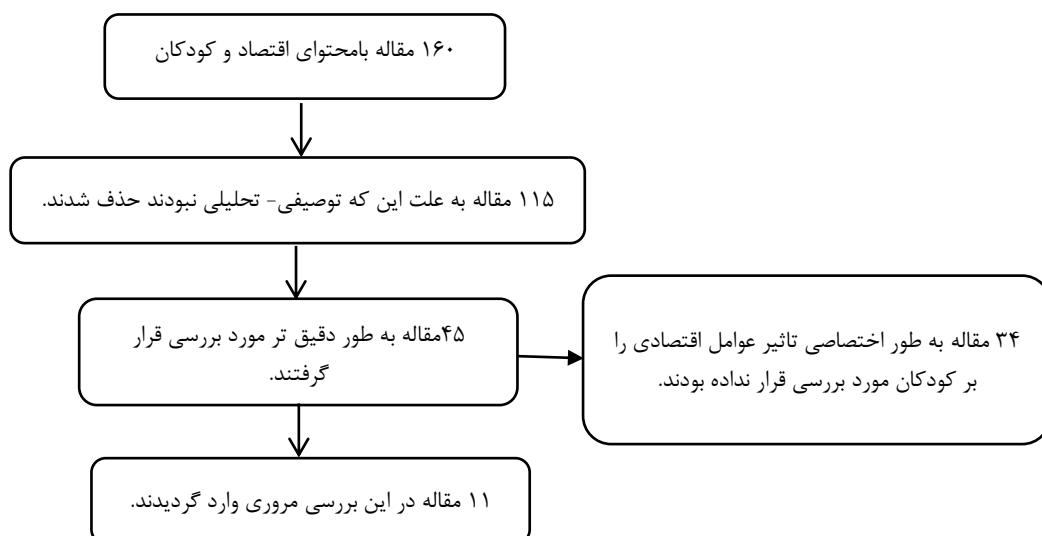 ۱۶۰ مقاله بامحتوای اقتصاد و کودکان
۱۱۵ مقاله به علت این که توصیفی- تحلیلی نبودند حذف شدند.
۴۵مقاله به طور دقیق تر مورد بررسی قرار
گرفتند.
۳۴ مقاله به طور اختصاصی تاثیر عوامل اقتصادی را
بر کودکان مورد بررسی قرار نداده بودند.
۱۱ مقاله در این بررسی مروری وارد گردیدند.